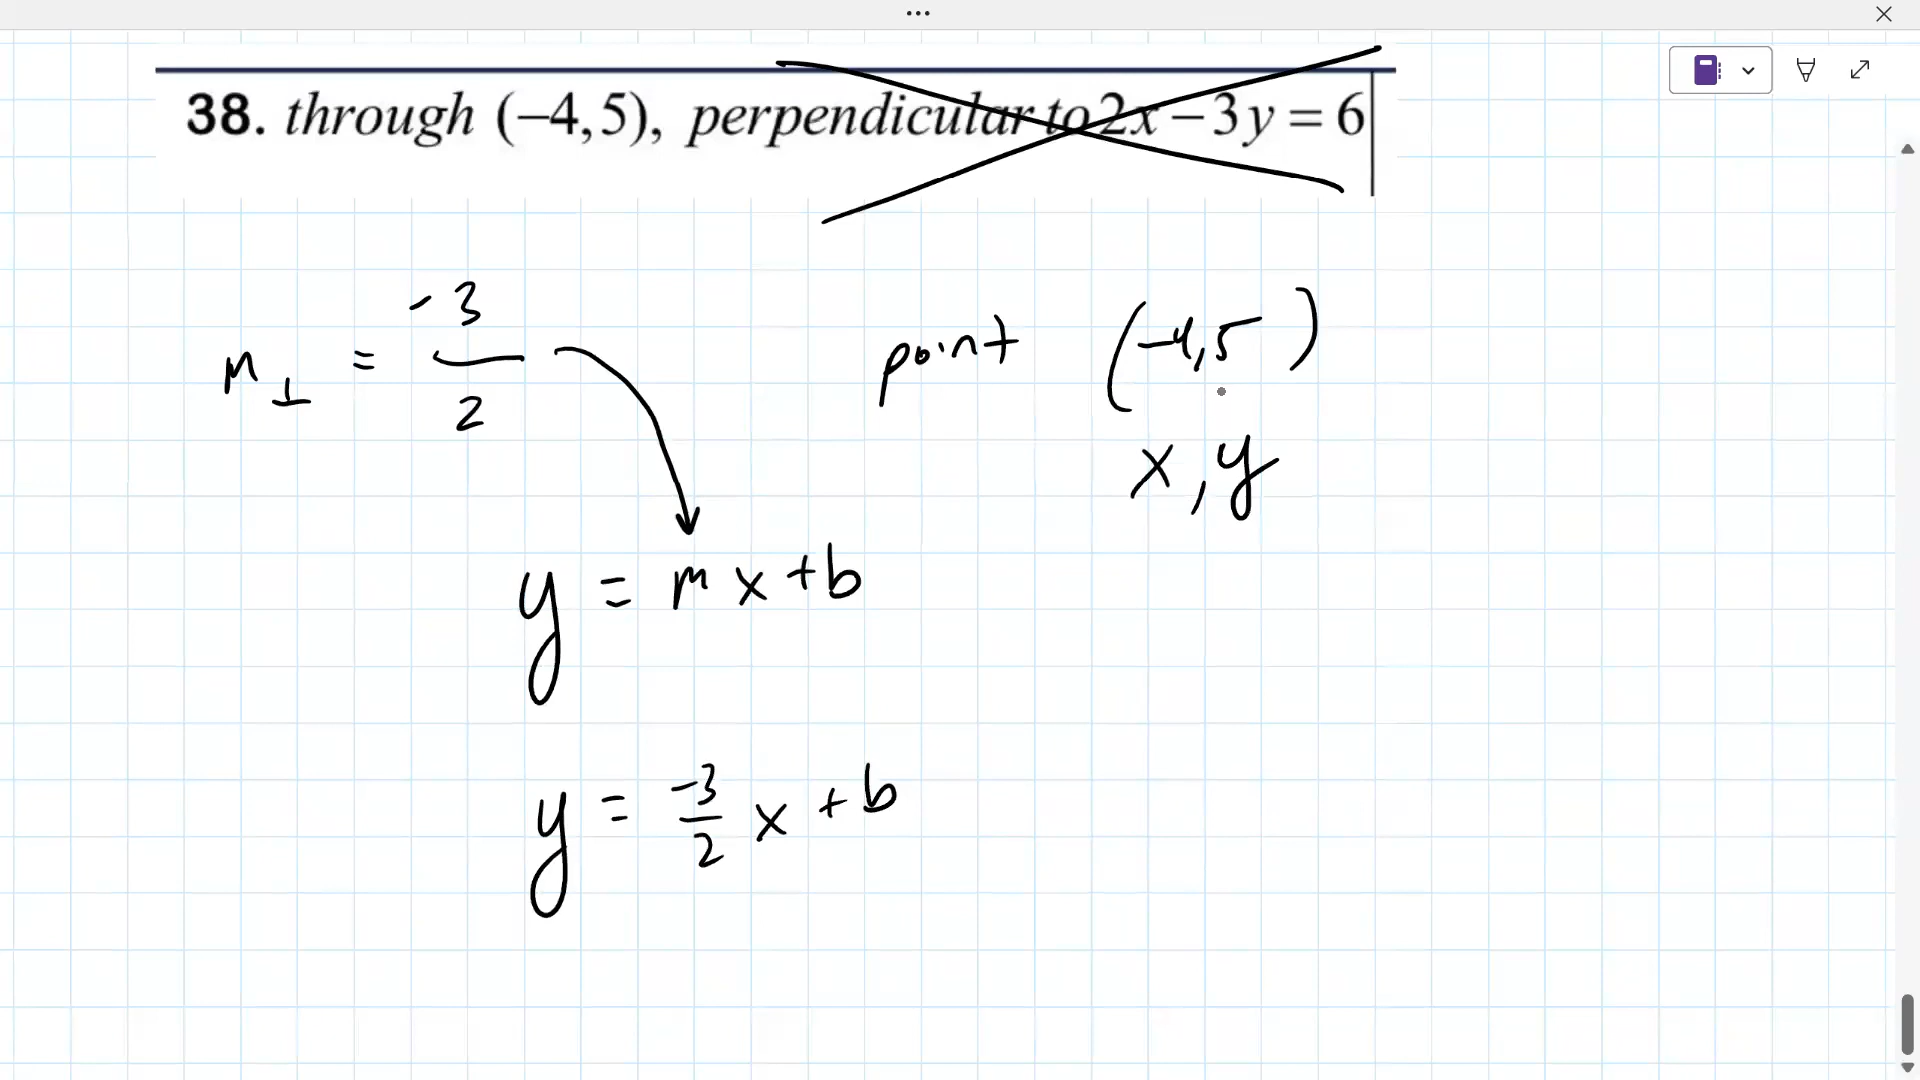 38. through (−4,5), perpendicular to 2x − 3y = 6
m⊥ = -3/2
point (-4,5)
x, y
y = mx + b
y = -3/2 x + b